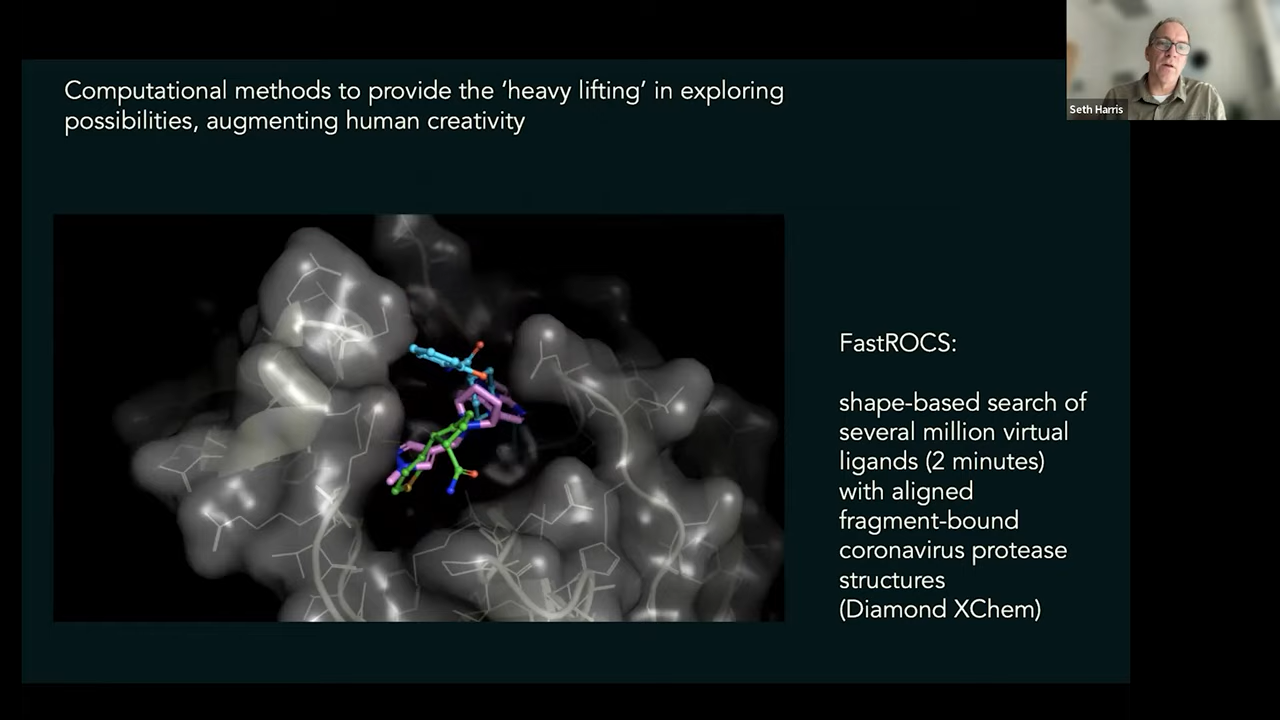 Computational methods to provide the ‘heavy lifting’ in exploring
possibilities, augmenting human creativity
Seth Harris
FastROCS:
shape-based search of
several million virtual
ligands (2 minutes)
with aligned
fragment-bound
coronavirus protease
structures
(Diamond XChem)